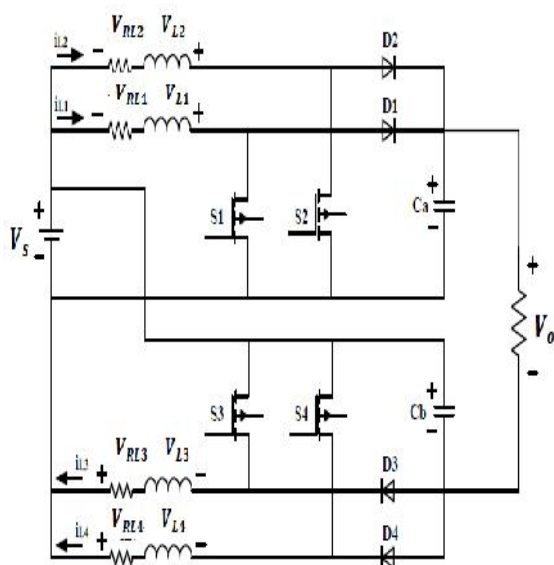 iL2 − VRL2 VL2 + D2
iL1 − VRL1 VL1 + D1
S1 S2 + Ca −
+ Vs −
+ Vo −
S3 S4 + Cb −
iL3 + VRL3 VL3 − D3
iL4 + VRL4 VL4 − D4